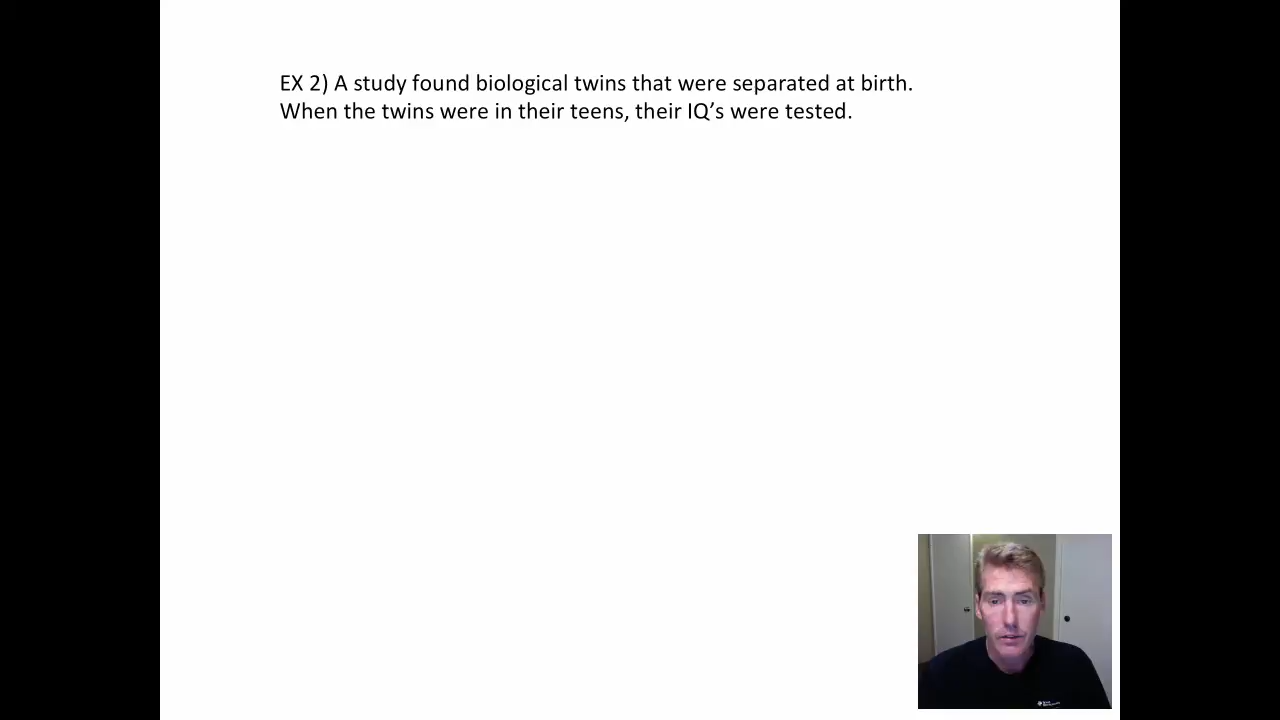 EX 2) A study found biological twins that were separated at birth.
When the twins were in their teens, their IQ’s were tested.